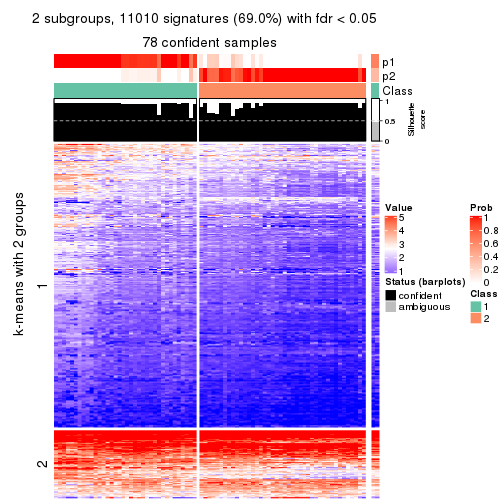 2 subgroups, 11010 signatures (69.0%) with fdr < 0.05
78 confident samples
p1
p2
Class
1
0.5
0
Silhouette
score
k-means with 2 groups
1
2
Value
5
4
3
2
1
Prob
1
0.8
0.6
0.4
0.2
0
Status (barplots)
confident
ambiguous
Class
1
2